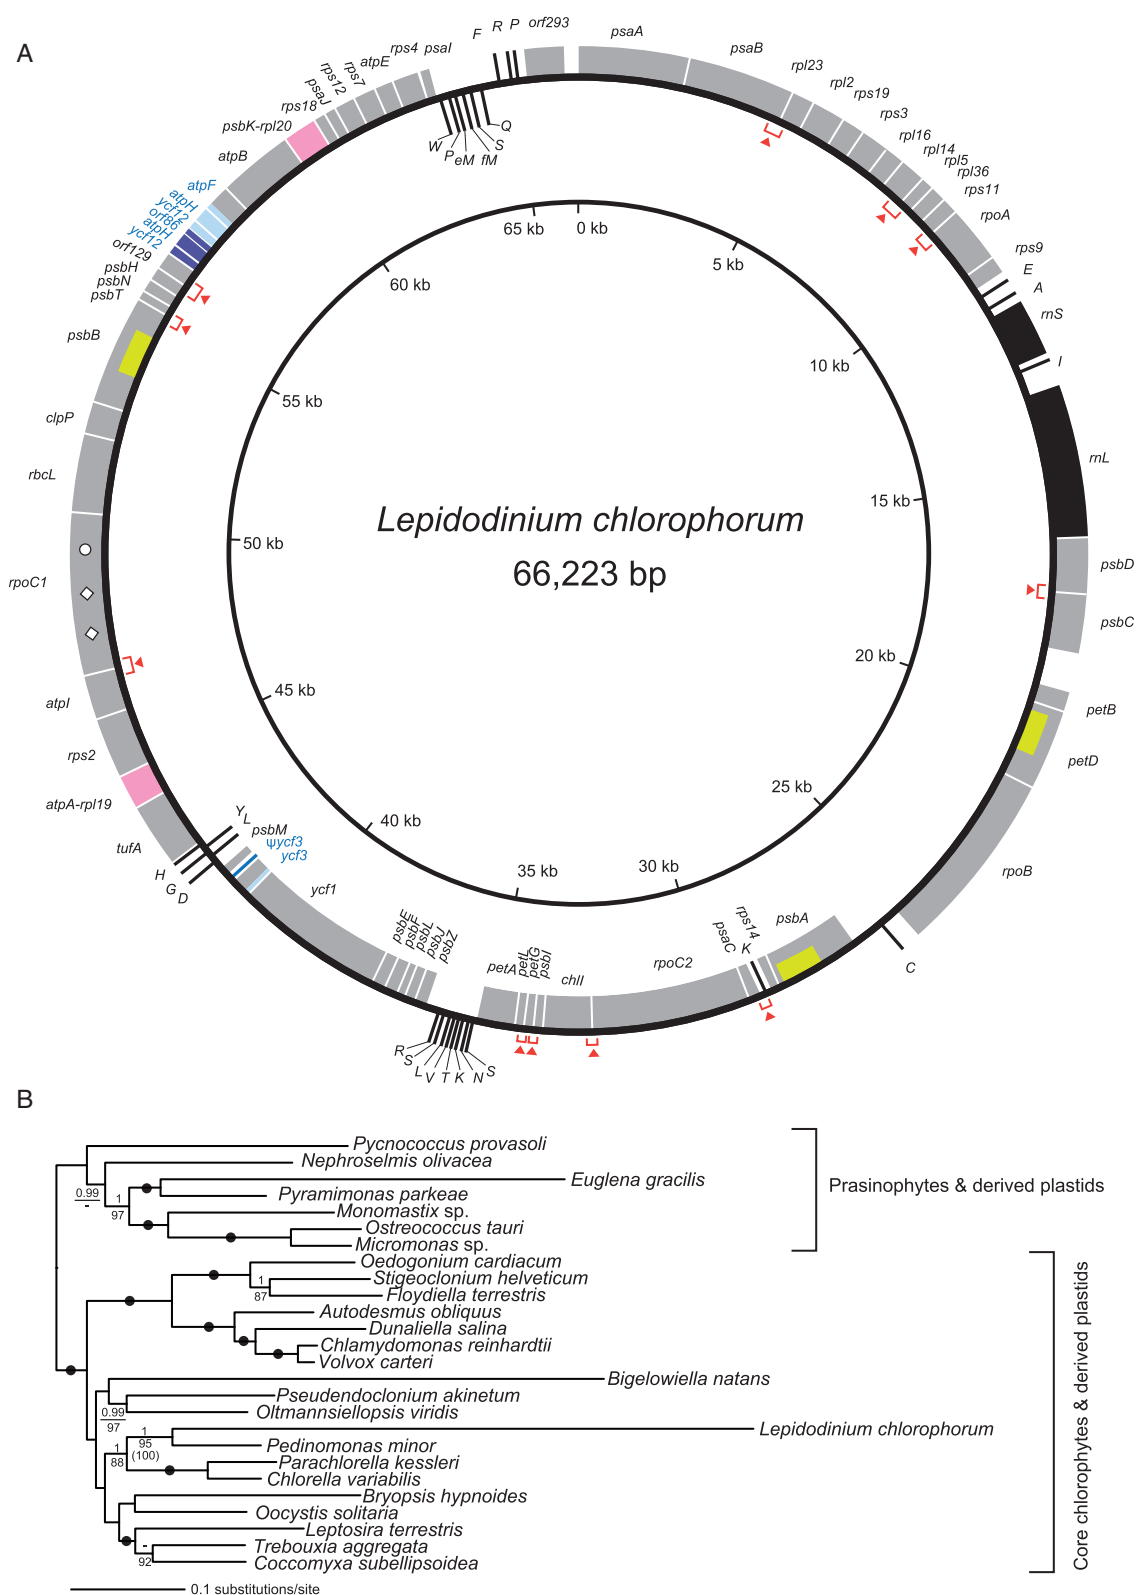 A
F
R
P
orf293
psaA
psaB
rpl23
rpl2
rps19
rps3
rpl16
rpl14
rpl5
rpl36
rps11
rpoA
rps9
E
A
rnS
I
rnL
psbD
psbC
petB
petD
rpoB
C
psbA
K
rps14
psaC
rpoC2
chlI
psbI
petG
petL
petA
S
N
K
T
V
L
S
R
psbZ
psbJ
psbL
psbF
psbE
ycf1
ycf3
ψycf3
psbM
L
Y
D
G
H
tufA
atpA-rpl19
rps2
atpI
rpoC1
rbcL
clpP
psbB
psbT
psbN
psbH
orf129
ycf12
atpH
orf86
ycf12
atpH
atpF
atpB
psbK-rpl20
rps18
psaJ
rps12
rps7
atpE
rps4
psaI
W
P
eM
fM
S
Q
0 kb
5 kb
10 kb
15 kb
20 kb
25 kb
30 kb
35 kb
40 kb
45 kb
50 kb
55 kb
60 kb
65 kb
Lepidodinium chlorophorum
66,223 bp
B
Pycnococcus provasoli
Nephroselmis olivacea
Euglena gracilis
Pyramimonas parkeae
Monomastix sp.
Ostreococcus tauri
Micromonas sp.
Oedogonium cardiacum
Stigeoclonium helveticum
Floydiella terrestris
Autodesmus obliquus
Dunaliella salina
Chlamydomonas reinhardtii
Volvox carteri
Bigelowiella natans
Pseudendoclonium akinetum
Oltmannsiellopsis viridis
Lepidodinium chlorophorum
Pedinomonas minor
Parachlorella kessleri
Chlorella variabilis
Bryopsis hypnoides
Oocystis solitaria
Leptosira terrestris
Trebouxia aggregata
Coccomyxa subellipsoidea
0.99
-
1
97
1
87
0.99
97
1
95
(100)
1
88
-
92
Prasinophytes & derived plastids
Core chlorophytes & derived plastids
0.1 substitutions/site